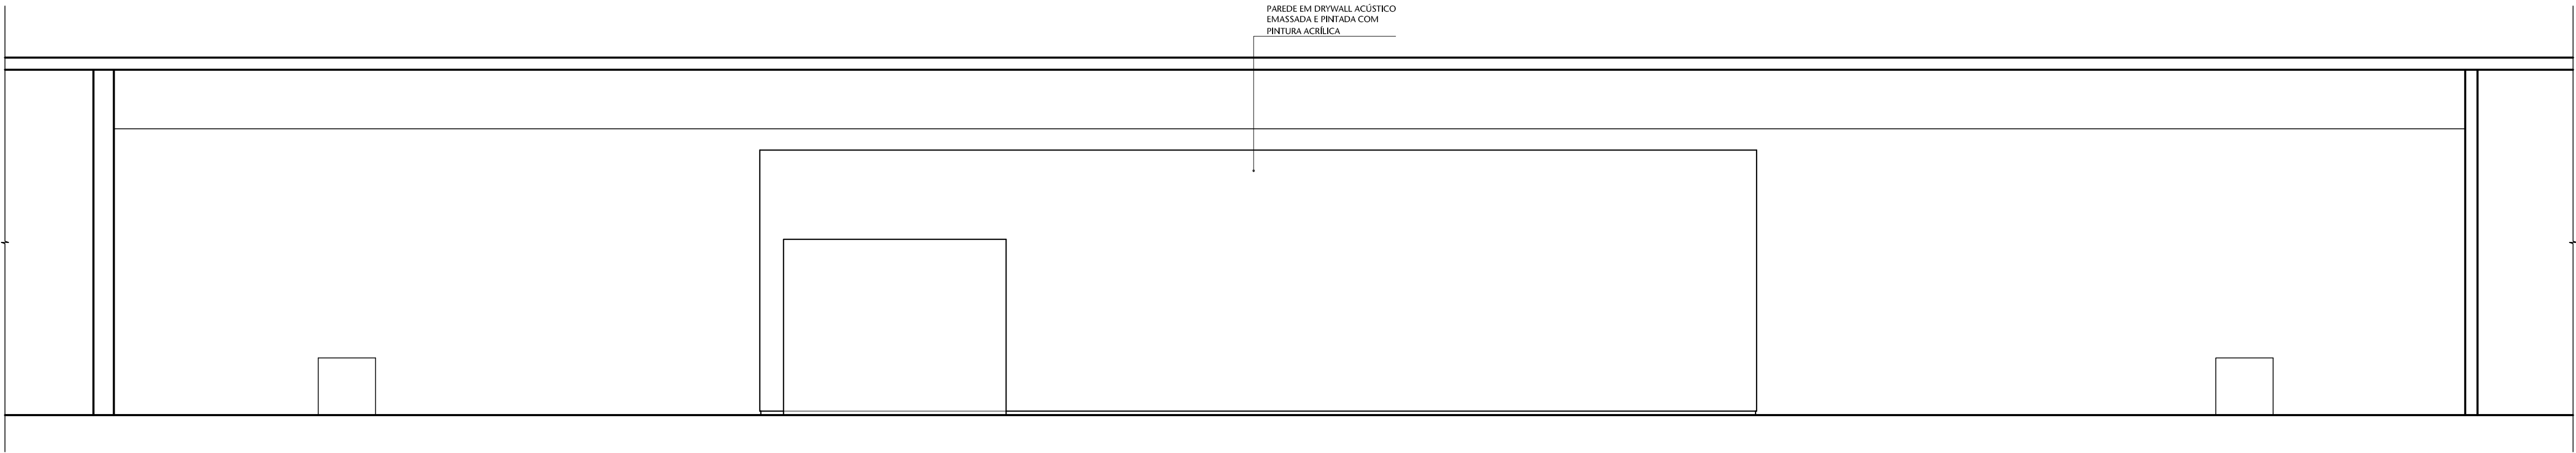 PAREDE EM DRYWALL ACÚSTICO
EMASSADA E PINTADA COM
PINTURA ACRÍLICA